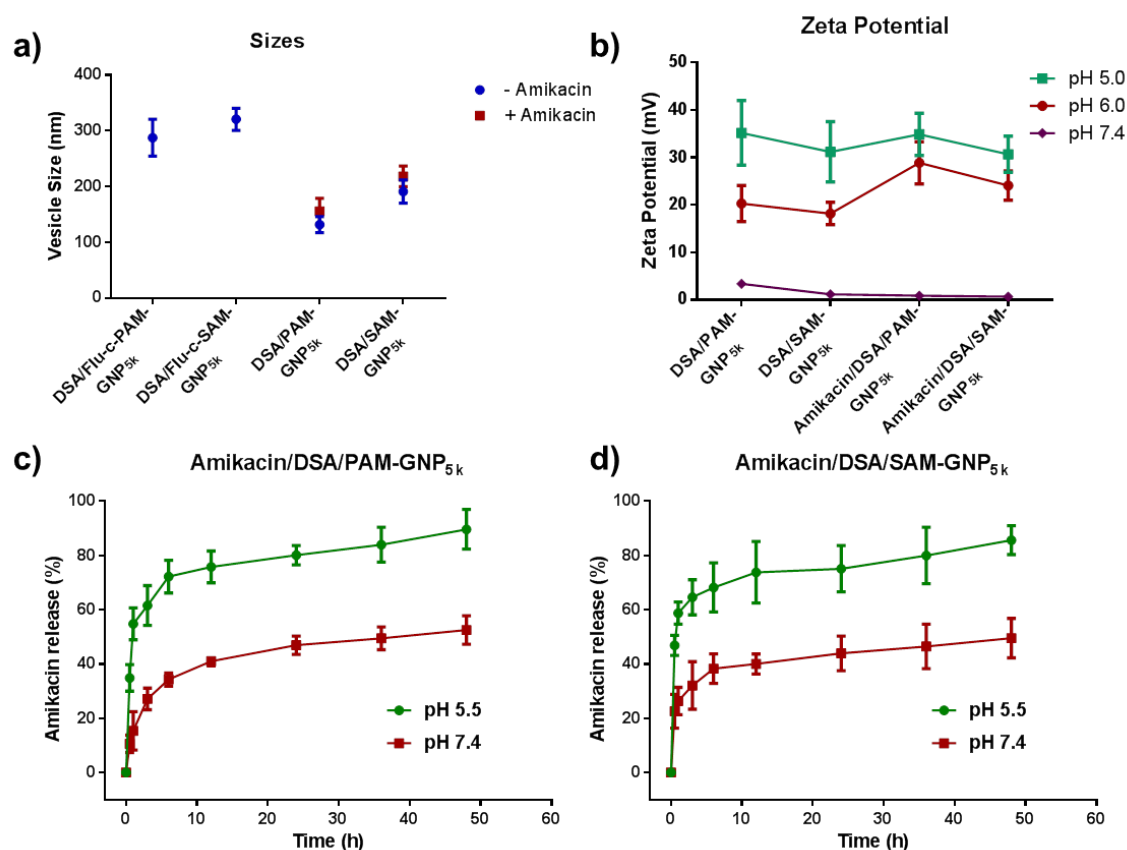 a)
Sizes
Vesicle Size (nm)
400
300
200
100
0
- Amikacin
+ Amikacin
DSA/Flu-c-PAM-
GNP5k
DSA/Flu-c-SAM-
GNP5k
DSA/PAM-
GNP5k
DSA/SAM-
GNP5k
b)
Zeta Potential
Zeta Potential (mV)
50
40
30
20
10
0
pH 5.0
pH 6.0
pH 7.4
DSA/PAM-
GNP5k
DSA/SAM-
GNP5k
Amikacin/DSA/PAM-
GNP5k
Amikacin/DSA/SAM-
GNP5k
c)
Amikacin/DSA/PAM-GNP5k
Amikacin release (%)
100
80
60
40
20
0
pH 5.5
pH 7.4
0 10 20 30 40 50 60
Time (h)
d)
Amikacin/DSA/SAM-GNP5k
Amikacin release (%)
100
80
60
40
20
0
pH 5.5
pH 7.4
0 10 20 30 40 50 60
Time (h)